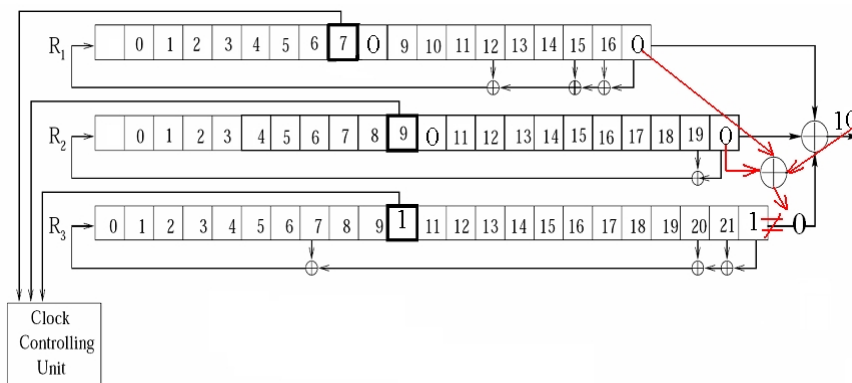 R1 0 1 2 3 4 5 6 7 0 9 10 11 12 13 14 15 16 0
10
R2 0 1 2 3 4 5 6 7 8 9 0 11 12 13 14 15 16 17 18 19 0
R3 0 1 2 3 4 5 6 7 8 9 1 11 12 13 14 15 16 17 18 19 20 21 1 ≠ 0
Clock
Controlling
Unit